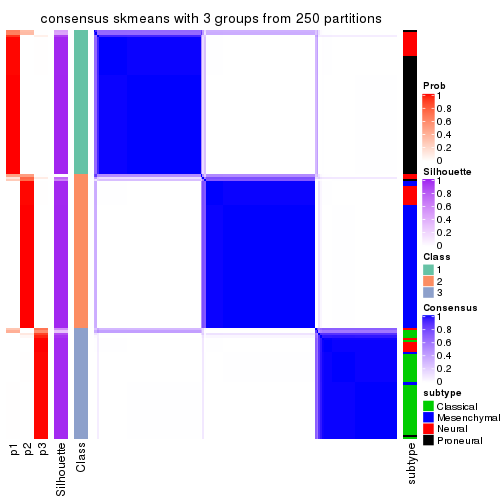 consensus skmeans with 3 groups from 250 partitions
Prob
1
0.8
0.6
0.4
0.2
0
Silhouette
1
0.8
0.6
0.4
0.2
0
Class
1
2
3
Consensus
1
0.8
0.6
0.4
0.2
0
subtype
Classical
Mesenchymal
Neural
Proneural
p1
p2
p3
Silhouette
Class
subtype